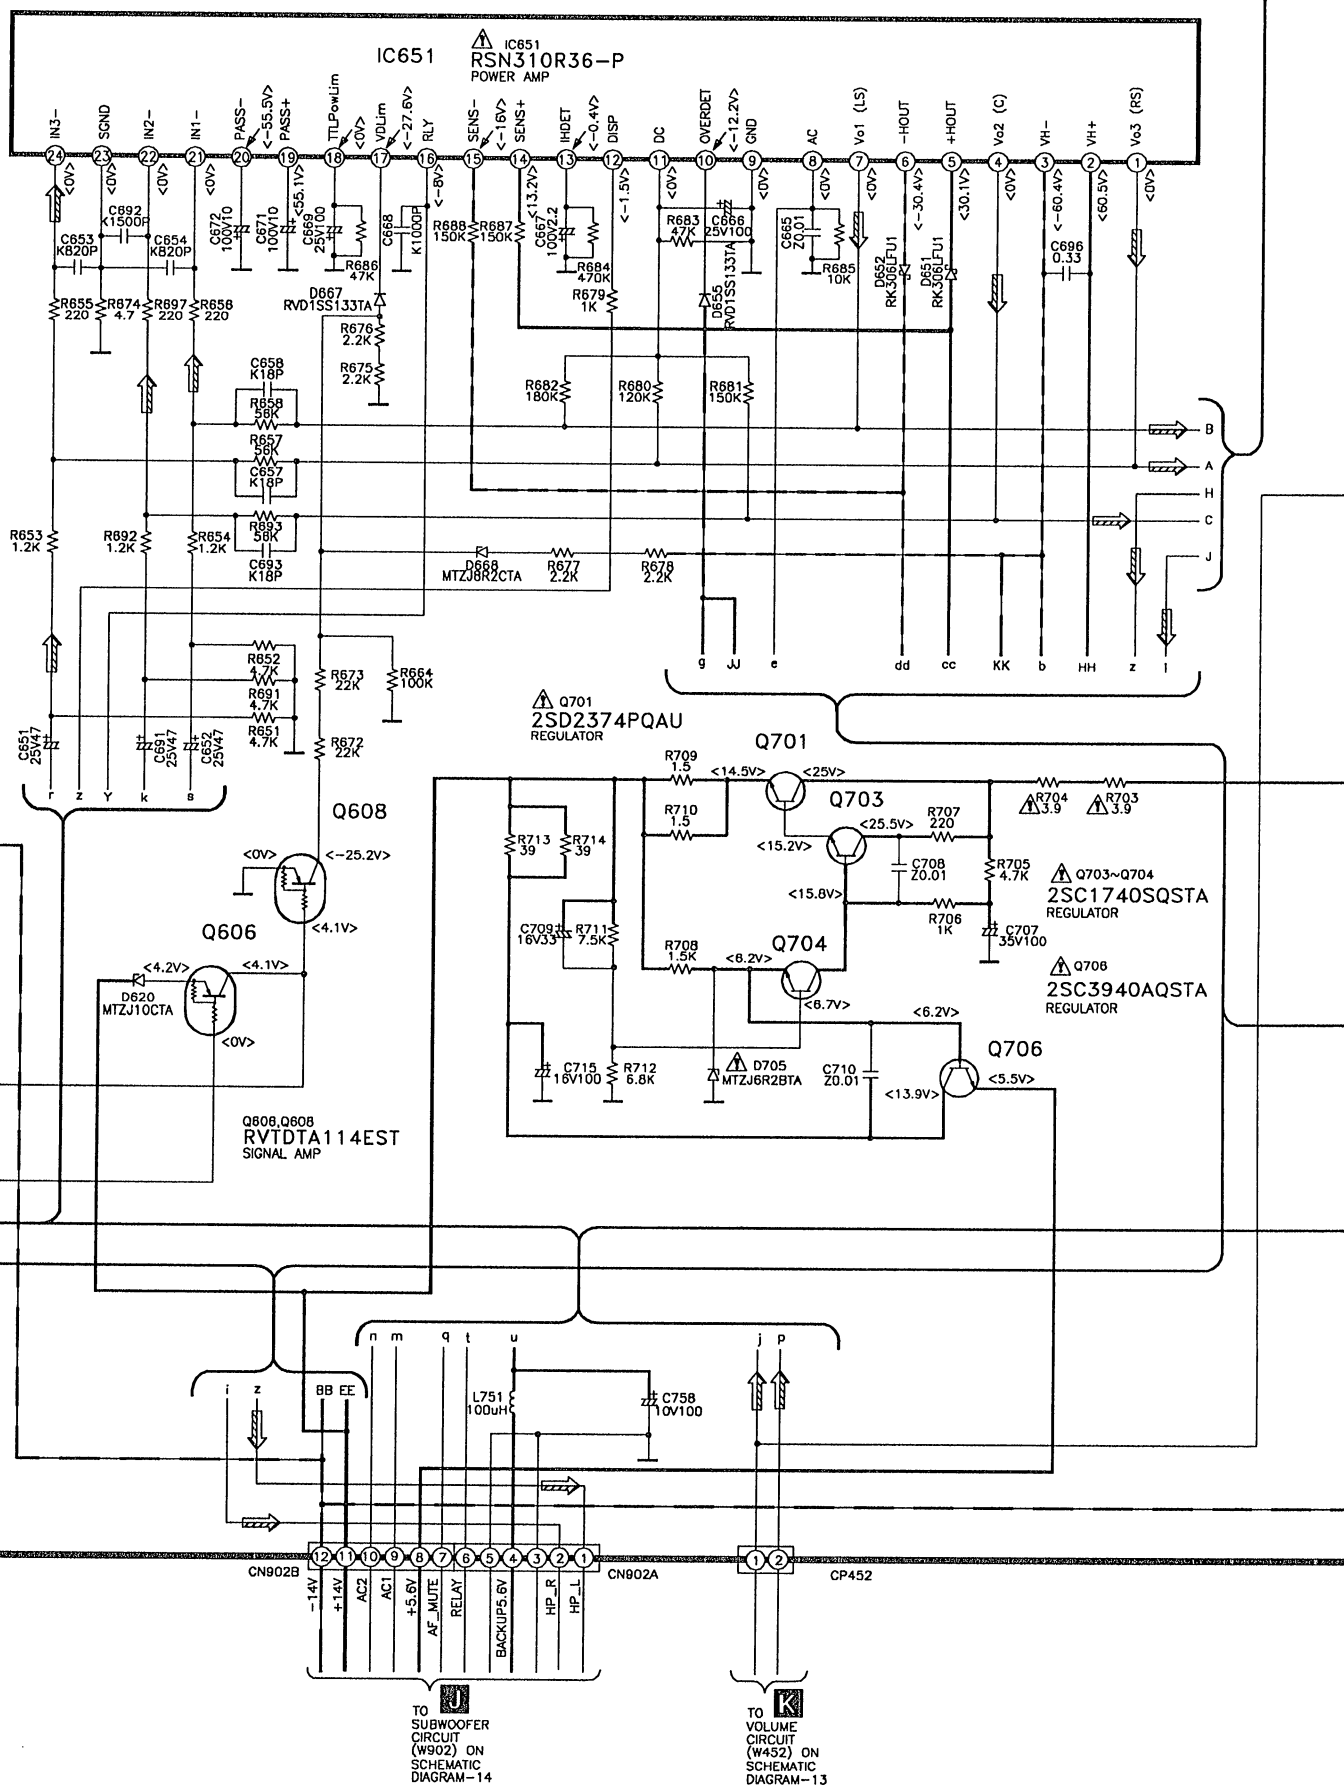 IC651
IC651
RSN310R36-P
POWER AMP
IN3-
SGND
IN2-
IN1-
PASS-
<-55.5V>
PASS+
TTLPowLim
<0V>
VDLim
<-27.6V>
RLY
SENS-
<-16V>
SENS+
IHDET
<-0.4V>
DISP
DC
OVERDET
<-12.2V>
GND
AC
Vo1 (LS)
-HOUT
+HOUT
Vo2 (C)
VH-
VH+
Vo3 (RS)
24 23 22 21 20 19 18 17 16 15 14 13 12 11 10 9 8 7 6 5 4 3 2 1
<0V>
<0V>
<0V>
<0V>
<55.1V>
<-8V>
<13.2V>
<-1.5V>
<0V>
<0V>
<0V>
<0V>
<-30.4V>
<30.1V>
<0V>
<-60.4V>
<60.5V>
<0V>
C692
K1500P
C653
K820P
C654
K820P
C672
100V10
C671
100V10
C669
25V100
R686
47K
C668
K1000P
R688
150K
R687
150K
C667
100V2.2
R684
470K
R683
47K
C666
25V100
C665
Z0.01
R685
10K
D652
RK306LFU1
D651
RK306LFU1
C696
0.33
R655
220
R674
4.7
R697
220
R656
220
D667
RVD1SS133TA
R679
1K
D655
RVD1SS133TA
R676
2.2K
R675
2.2K
C658
K18P
R658
56K
R657
56K
C657
K18P
R693
56K
C693
K18P
R682
180K
R680
120K
R681
150K
B
A
H
C
J
R653
1.2K
R692
1.2K
R654
1.2K
D668
MTZJ8R2CTA
R677
2.2K
R678
2.2K
g JJ e dd cc KK b HH z i
R652
4.7K
R691
4.7K
R651
4.7K
R673
22K
R664
100K
R672
22K
C651
25V47
C691
25V47
C652
25V47
r z Y k s
Q701
2SD2374PQAU
REGULATOR
Q701
R709
1.5
<14.5V>
<25V>
R710
1.5
Q703
<15.2V>
<25.5V>
R707
220
R704
3.9
R703
3.9
R713
39
R714
39
C708
Z0.01
R705
4.7K
<15.8V>
R706
1K
C707
35V100
Q703~Q704
2SC1740SQSTA
REGULATOR
Q706
2SC3940AQSTA
REGULATOR
C709
16V33
R711
7.5K
R708
1.5K
Q704
<6.2V>
<6.7V>
<6.2V>
Q706
<5.5V>
<13.9V>
C715
16V100
R712
6.8K
D705
MTZJ6R2BTA
C710
Z0.01
Q608
<0V>
<-25.2V>
<4.1V>
Q606
<4.2V>
<4.1V>
D620
MTZJ10CTA
<0V>
Q606,Q608
RVTDTA114EST
SIGNAL AMP
n m q t u j p
i z BB EE
L751
100uH
C758
10V100
12 11 10 9 8 7 6 5 4 3 2 1
1 2
CN902B
CN902A
CP452
-14V
+14V
AC2
AC1
+5.6V
AF_MUTE
RELAY
BACKUP5.6V
HP_R
HP_L
TO J
SUBWOOFER
CIRCUIT
(W902) ON
SCHEMATIC
DIAGRAM-14
TO K
VOLUME
CIRCUIT
(W452) ON
SCHEMATIC
DIAGRAM-13